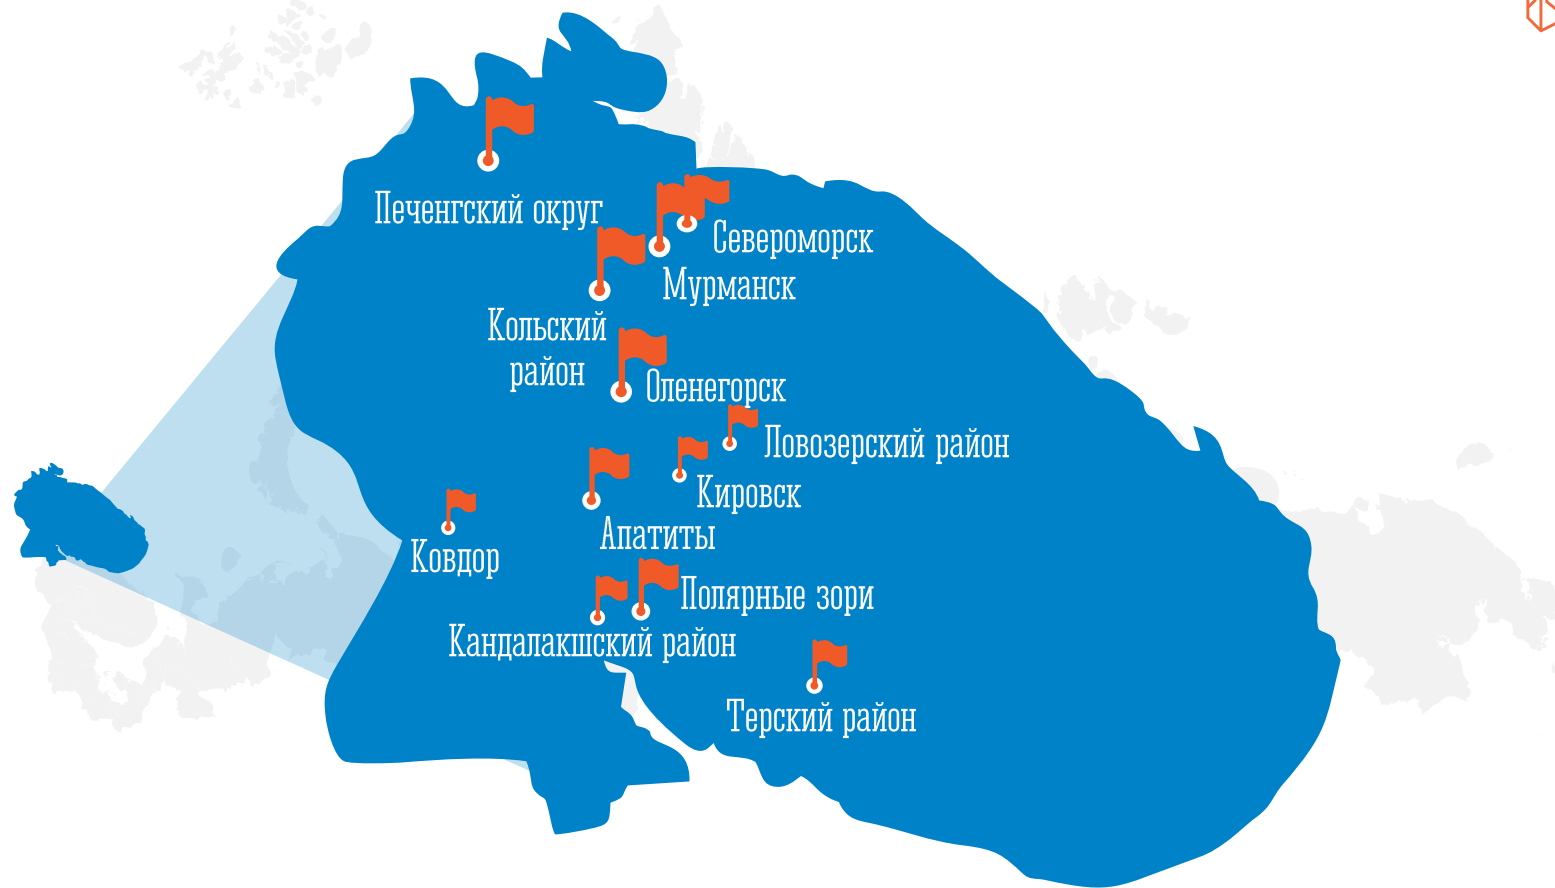 Печенгский округ
Североморск
Мурманск
Кольский
район
Оленегорск
Ловозерский район
Кировск
Апатиты
Ковдор
Полярные зори
Кандалакшский район
Терский район